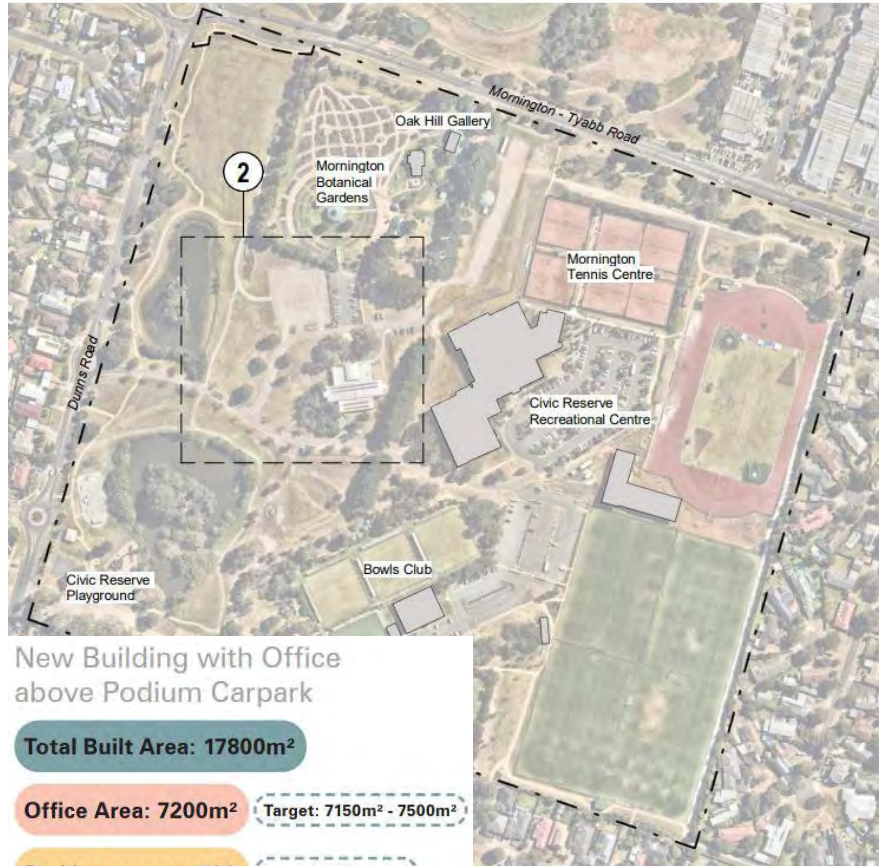 Mornington - Tyabb Road
Oak Hill Gallery
2
Mornington
Botanical
Gardens
Mornington
Tennis Centre
Dunns Road
Civic Reserve
Recreational Centre
Bowls Club
Civic Reserve
Playground
New Building with Office
above Podium Carpark
Total Built Area: 17800m²
Office Area: 7200m²
Target: 7150m² - 7500m²